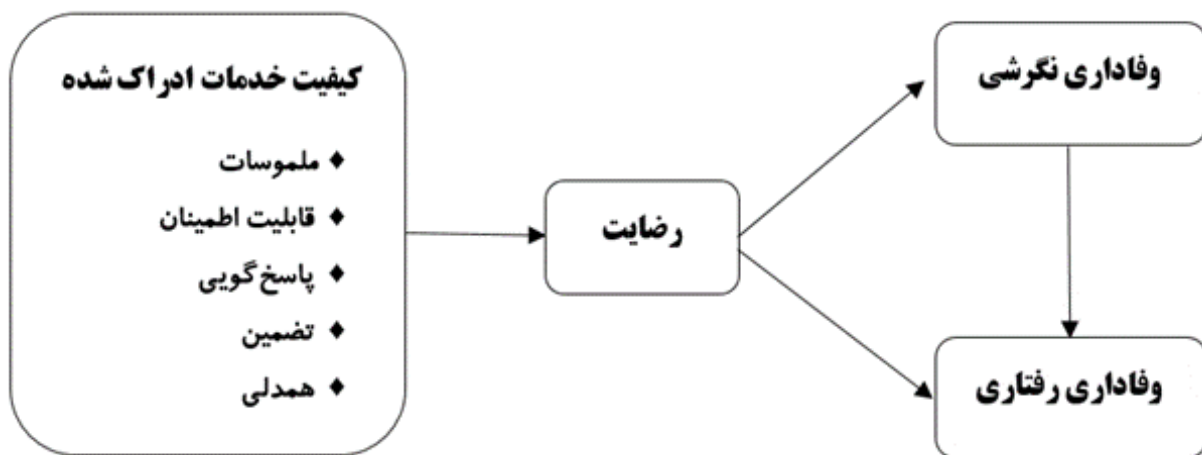 کیفیت خدمات ادراک شده
♦ ملموسات
♦ قابلیت اطمینان
♦ پاسخ‌گویی
♦ تضمین
♦ همدلی
رضایت
وفاداری نگرشی
وفاداری رفتاری